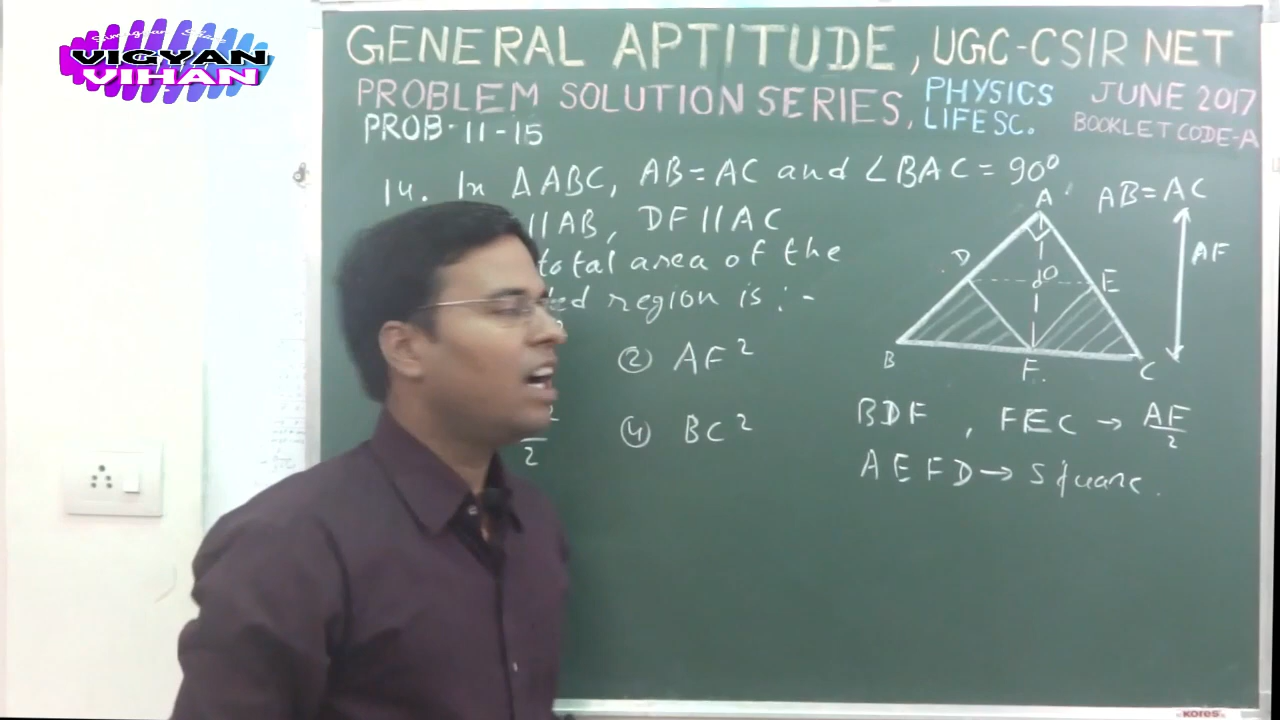 VIGYAN
VIHAN
GENERAL APTITUDE, UGC-CSIR NET
PROBLEM SOLUTION SERIES, PHYSICS JUNE 2017
LIFESC. BOOKLET CODE-A
PROB-11-15
14. In ΔABC, AB=AC and ∠BAC = 90°
||AB, DF||AC
total area of the
region is :-
② AF²
④ BC²
2
A
AB=AC
D
O
E
AF
B
F
C
BDF, FEC → AF/2
AEFD → Square.
KORES